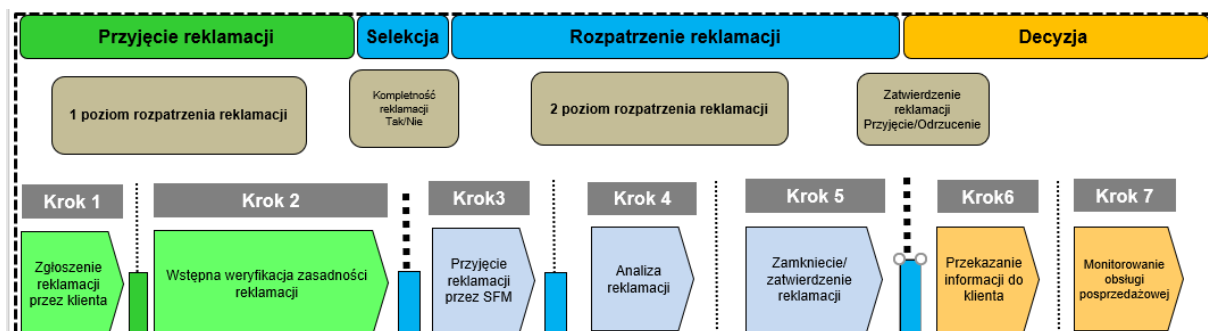 Przyjęcie reklamacji
Selekcja
Rozpatrzenie reklamacji
Decyzja
1 poziom rozpatrzenia reklamacji
Kompletność
reklamacji
Tak/Nie
2 poziom rozpatrzenia reklamacji
Zatwierdzenie
reklamacji
Przyjęcie/Odrzucenie
Krok 1
Krok 2
Krok3
Krok 4
Krok 5
Krok6
Krok 7
Zgłoszenie
reklamacji
przez klienta
Wstępna weryfikacja zasadności
reklamacji
Przyjęcie
reklamacji
przez SFM
Analiza
reklamacji
Zamkniecie/
zatwierdzenie
reklamacji
Przekazanie
informacji do
klienta
Monitorowanie
obsługi
posprzedażowej